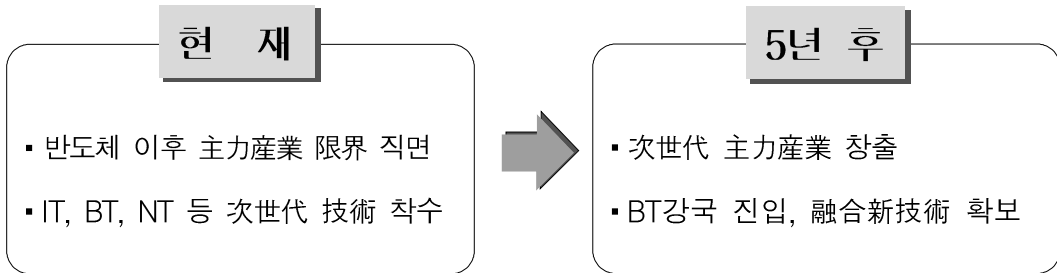 현 재
▪ 반도체 이후 主力産業 限界 직면
▪ IT, BT, NT 등 次世代 技術 착수
5년 후
▪ 次世代 主力産業 창출
▪ BT강국 진입, 融合新技術 확보